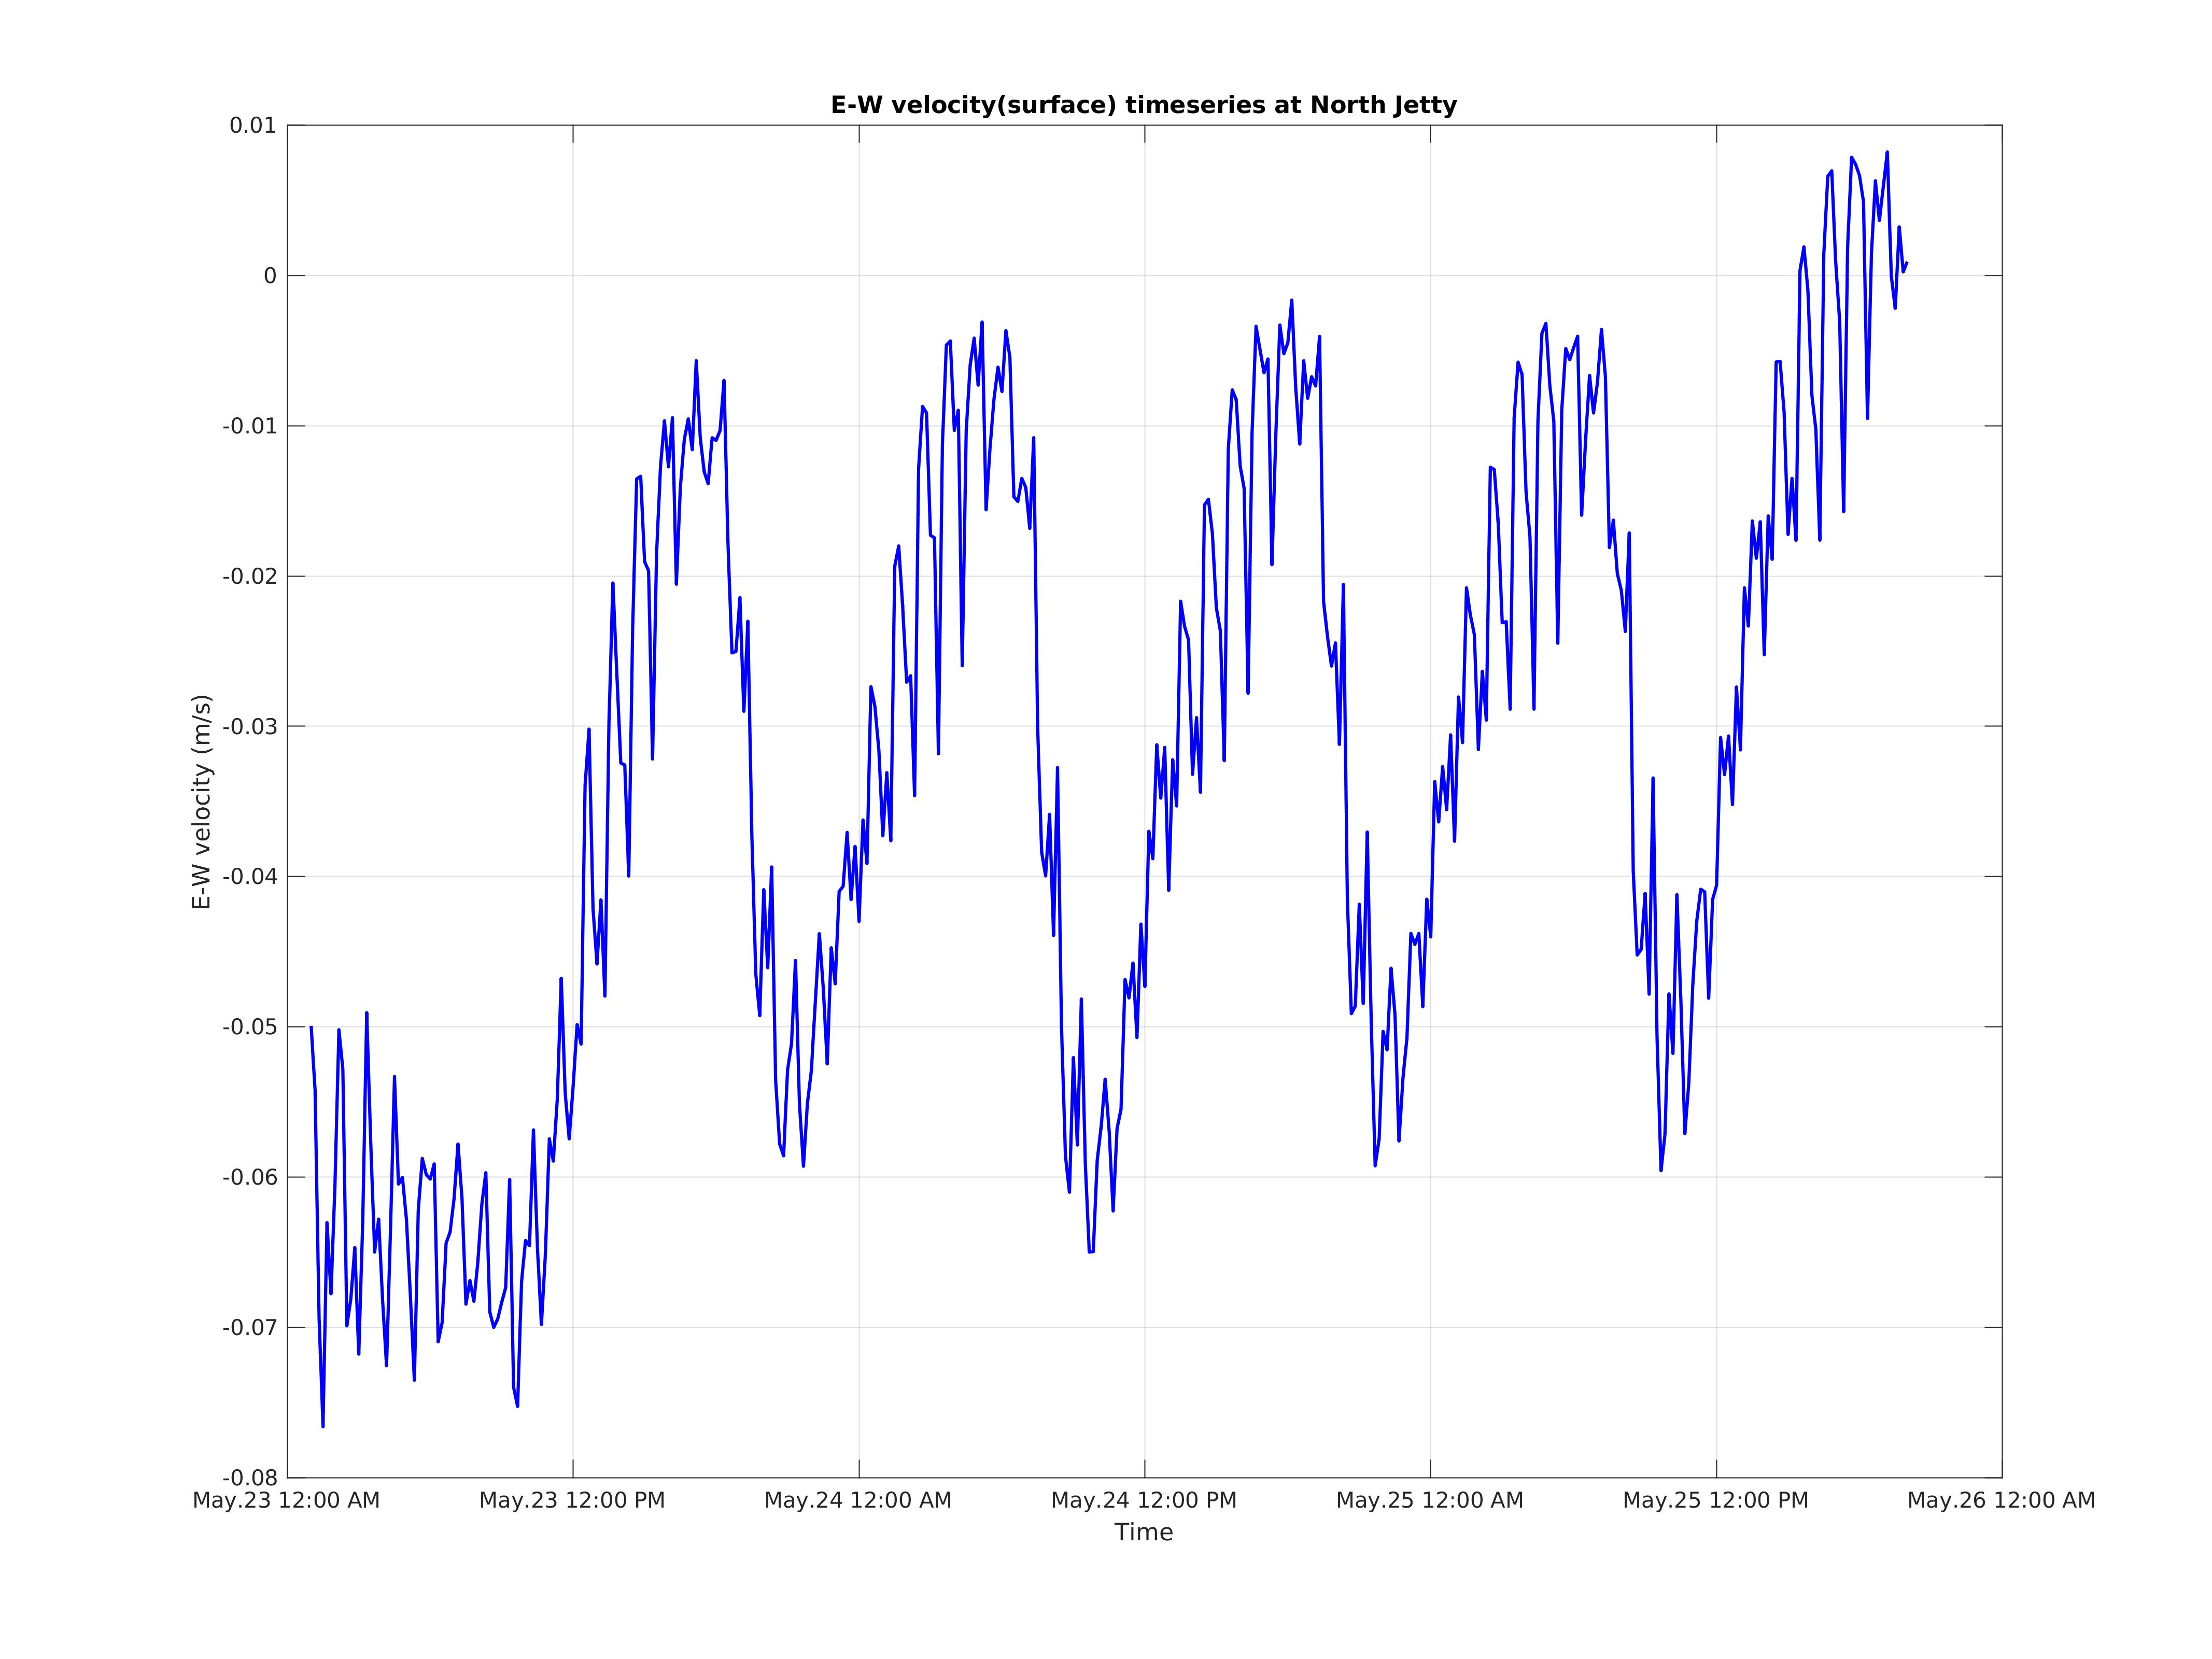 E-W velocity(surface) timeseries at North Jetty
0.01
0
-0.01
-0.02
-0.03
-0.04
-0.05
-0.06
-0.07
-0.08
E-W velocity (m/s)
May.23 12:00 AM May.23 12:00 PM May.24 12:00 AM May.24 12:00 PM May.25 12:00 AM May.25 12:00 PM May.26 12:00 AM
Time